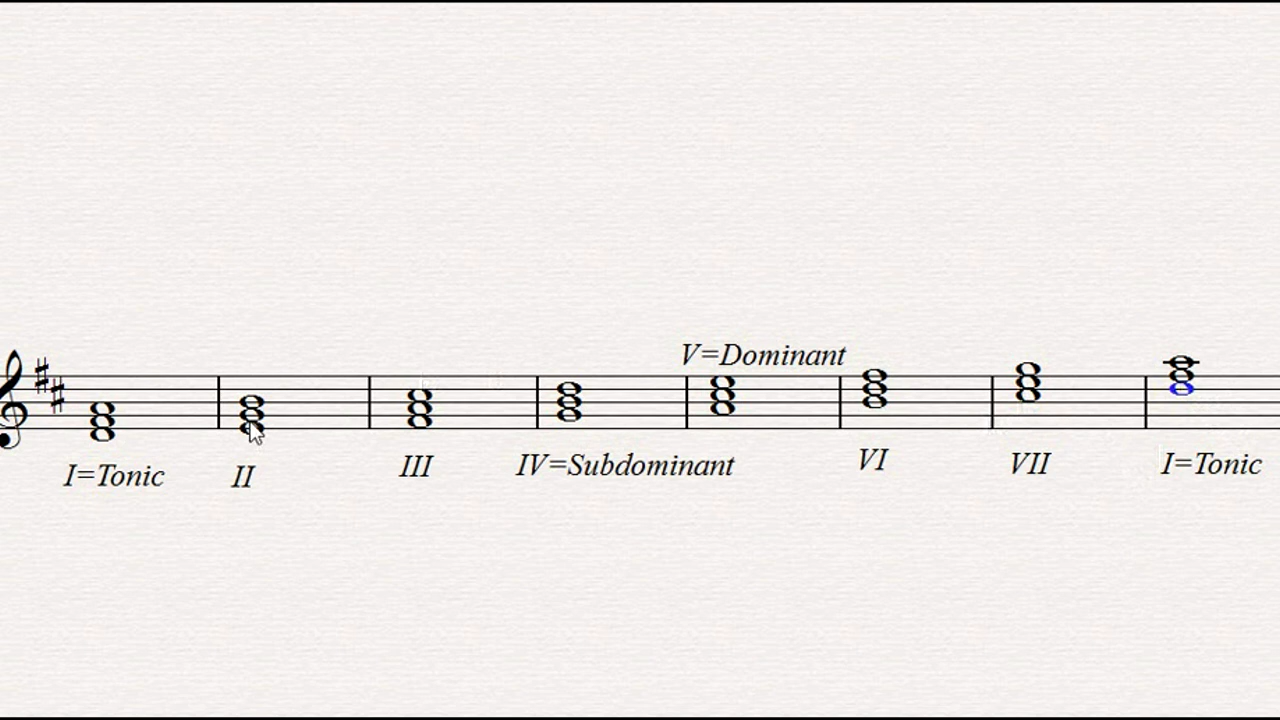 V=Dominant
I=Tonic
II
III
IV=Subdominant
VI
VII
I=Tonic